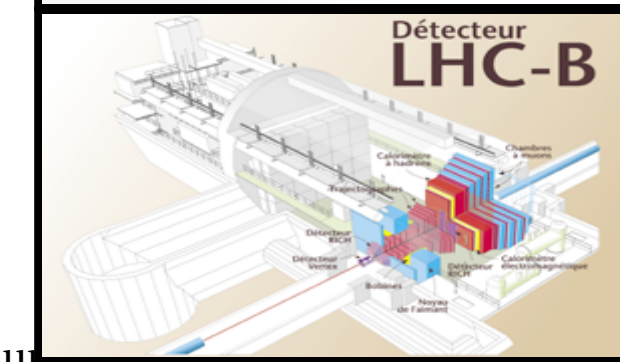 Détecteur
LHC-B
Chambres
à muons
Calorimètre
à hadrons
Trajectographes
Détecteur
RICH
Détecteur
Vertex
Détecteur
RICH
Calorimètre
électromagnétique
Bobines
Noyau
de l'aimant